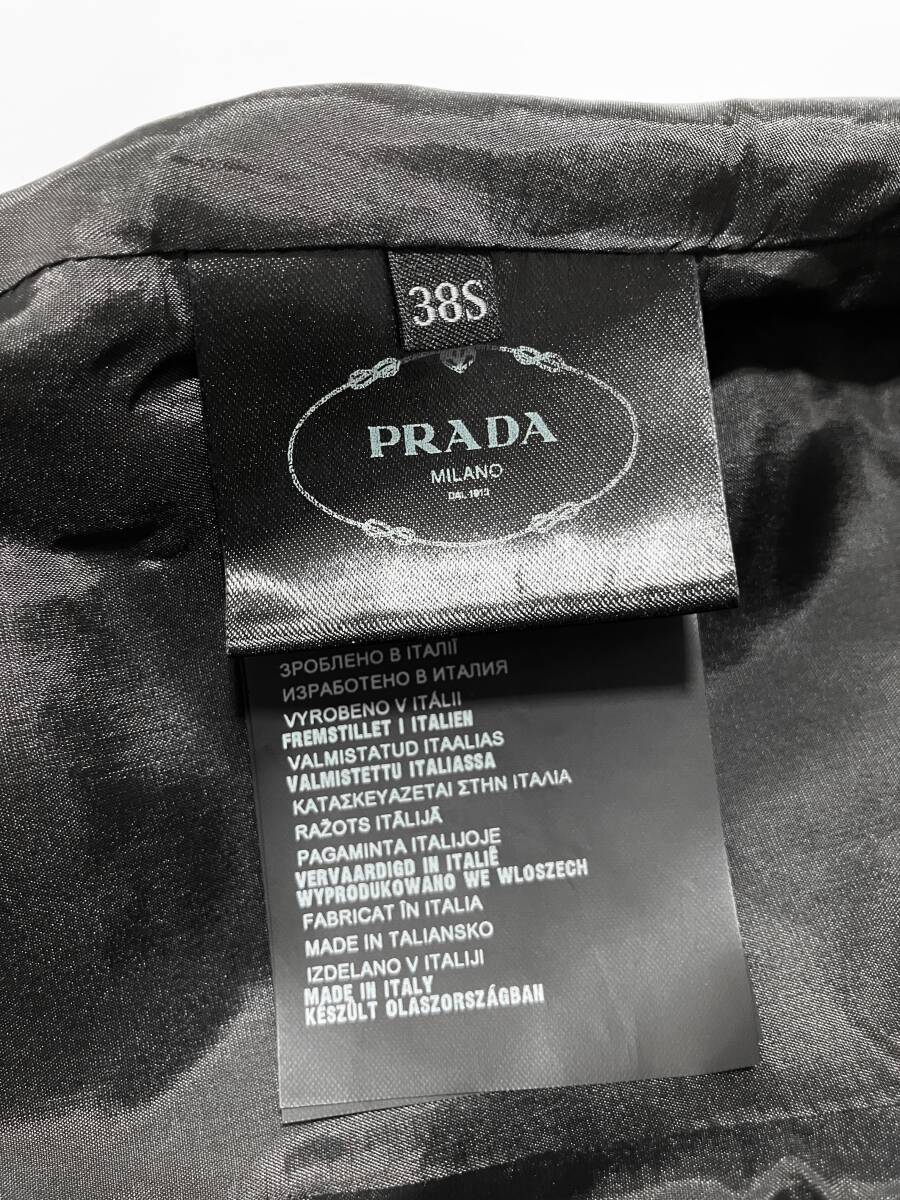 38S
PRADA
MILANO
DAL 1913
ЗРОБЛЕНО В ІТАЛІЇ
ИЗРАБОТЕНО В ИТАЛИЯ
VYROBENO V ITÁLII
FREMSTILLET I ITALIEN
VALMISTATUD ITAALIAS
VALMISTETTU ITALIASSA
ΚΑΤΑΣΚΕΥΑΖΕΤΑΙ ΣΤΗΝ ΙΤΑΛΙΑ
RAŽOTS ITĀLIJĀ
PAGAMINTA ITALIJOJE
VERVAARDIGD IN ITALIË
WYPRODUKOWANO WE WLOSZECH
FABRICAT ÎN ITALIA
MADE IN TALIANSKO
IZDELANO V ITALIJI
MADE IN ITALY
KÉSZÜLT OLASZORSZÁGBAH